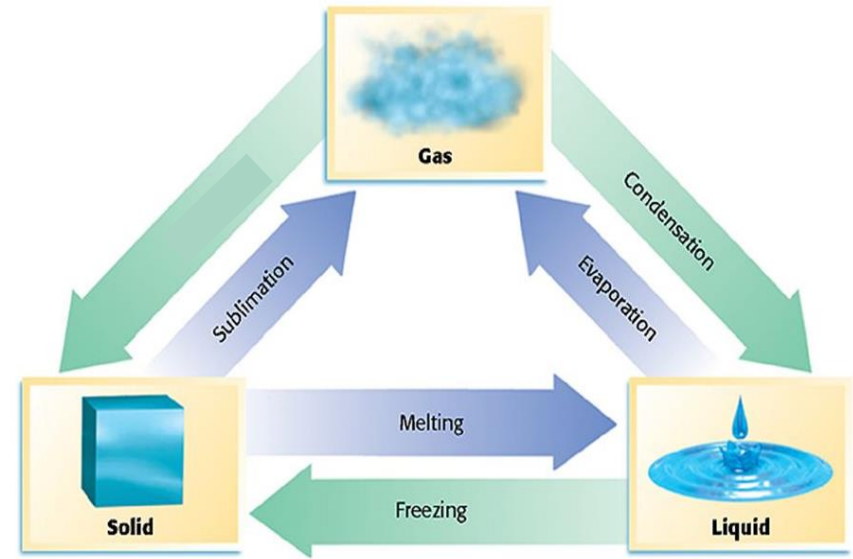 Gas
Condensation
Sublimation
Evaporation
Melting
Freezing
Solid
Liquid